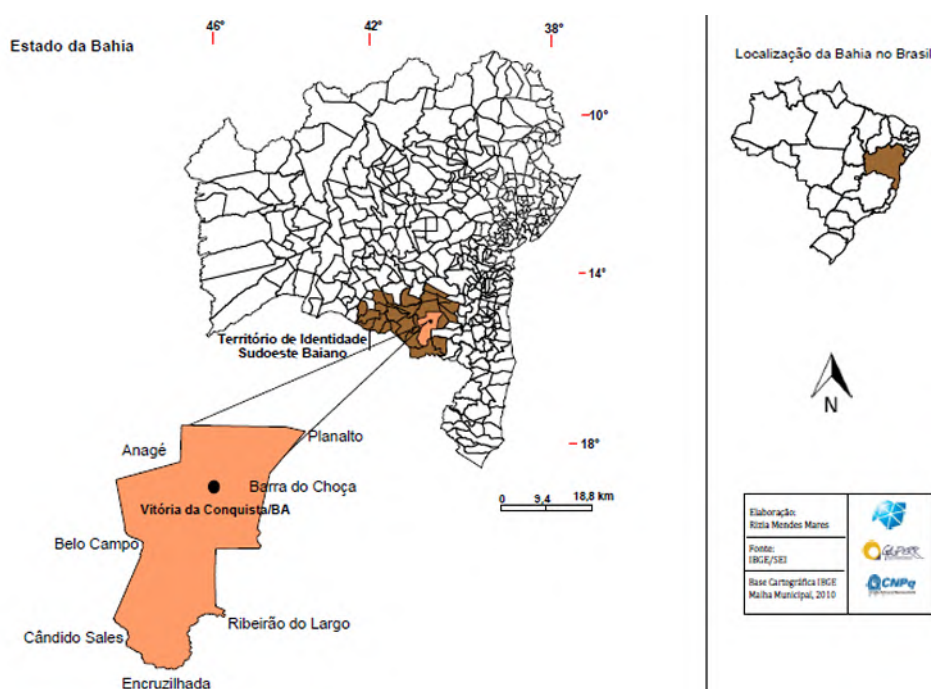 46°
42°
38°
Estado da Bahia
Localização da Bahia no Brasil
10°
14°
Território de Identidade
Sudoeste Baiano
18°
N
Anagé
Planalto
Barra do Choça
Vitória da Conquista/BA
Belo Campo
Ribeirão do Largo
Cândido Sales
Encruzilhada
0 9,4 18,8 km
Elaboração:
Rizia Mendes Mares
Fonte:
IBGE/SEI
Base Cartográfica IBGE
Malha Municipal, 2010
CNPq